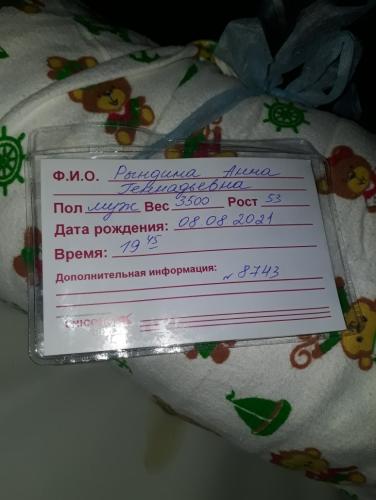 Ф.И.О. Рындина Анна
Геннадьевна
Пол муж Вес 3500 Рост 53
Дата рождения: 08.08.2021
Время: 19 45
Дополнительная информация: № 8743